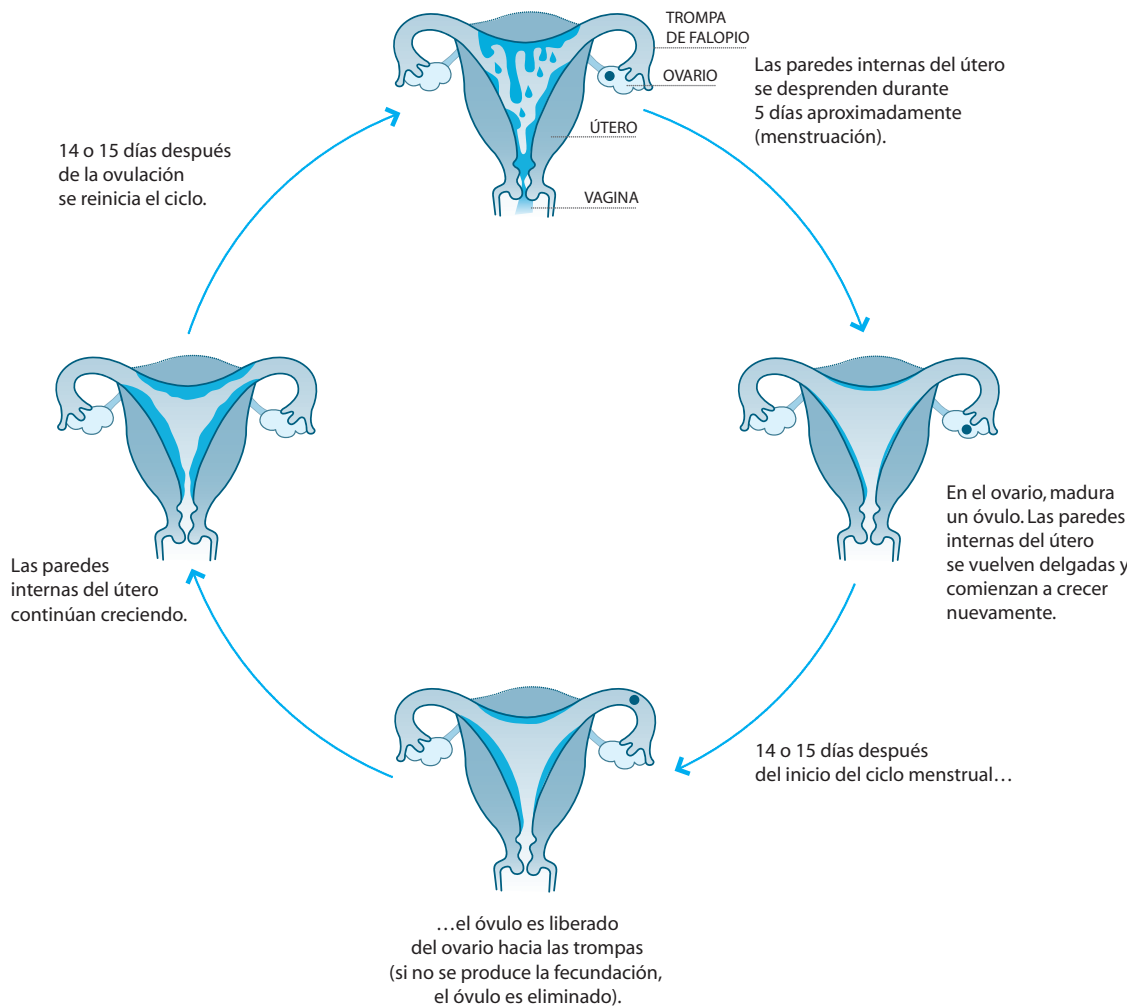 TROMPA
DE FALOPIO
OVARIO
ÚTERO
VAGINA
Las paredes internas del útero
se desprenden durante
5 días aproximadamente
(menstruación).
En el ovario, madura
un óvulo. Las paredes
internas del útero
se vuelven delgadas y
comienzan a crecer
nuevamente.
14 o 15 días después
del inicio del ciclo menstrual…
…el óvulo es liberado
del ovario hacia las trompas
(si no se produce la fecundación,
el óvulo es eliminado).
Las paredes
internas del útero
continúan creciendo.
14 o 15 días después
de la ovulación
se reinicia el ciclo.